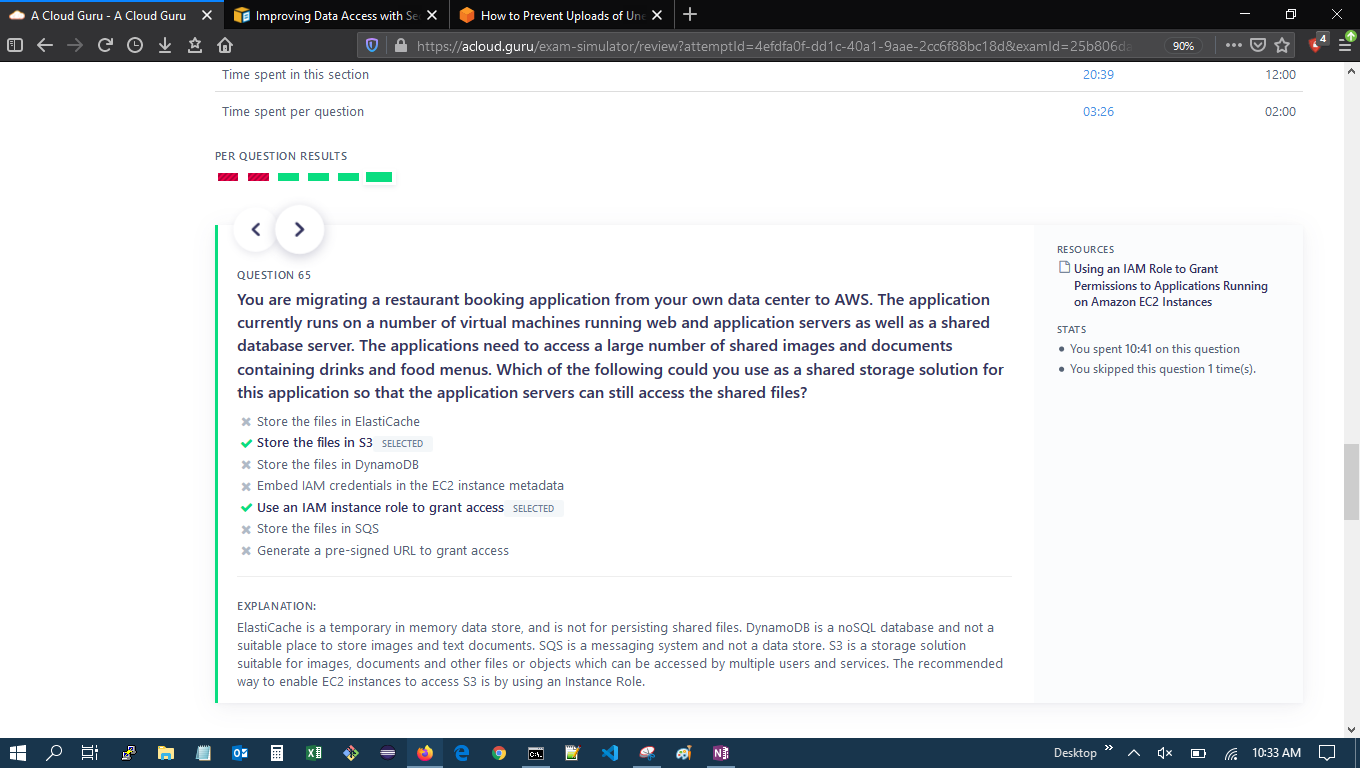 A Cloud Guru - A Cloud Guru
Improving Data Access with Se
How to Prevent Uploads of Une
https://acloud.guru/exam-simulator/review?attemptId=4efdfa0f-dd1c-40a1-9aae-2cc6f88bc18d&examId=25b806d
90%
4
Time spent in this section 20:39 12:00
Time spent per question 03:26 02:00
PER QUESTION RESULTS
QUESTION 65
You are migrating a restaurant booking application from your own data center to AWS. The application
currently runs on a number of virtual machines running web and application servers as well as a shared
database server. The applications need to access a large number of shared images and documents
containing drinks and food menus. Which of the following could you use as a shared storage solution for
this application so that the application servers can still access the shared files?
Store the files in ElastiCache
Store the files in S3 SELECTED
Store the files in DynamoDB
Embed IAM credentials in the EC2 instance metadata
Use an IAM instance role to grant access SELECTED
Store the files in SQS
Generate a pre-signed URL to grant access
EXPLANATION:
ElastiCache is a temporary in memory data store, and is not for persisting shared files. DynamoDB is a noSQL database and not a
suitable place to store images and text documents. SQS is a messaging system and not a data store. S3 is a storage solution
suitable for images, documents and other files or objects which can be accessed by multiple users and services. The recommended
way to enable EC2 instances to access S3 is by using an Instance Role.
RESOURCES
Using an IAM Role to Grant
Permissions to Applications Running
on Amazon EC2 Instances
STATS
You spent 10:41 on this question
You skipped this question 1 time(s).
Desktop
10:33 AM